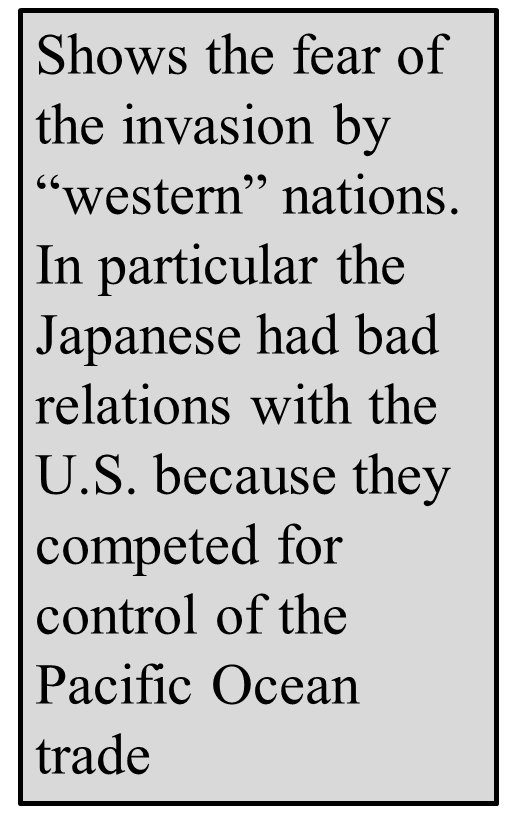 Shows the fear of
the invasion by
“western” nations.
In particular the
Japanese had bad
relations with the
U.S. because they
competed for
control of the
Pacific Ocean
trade